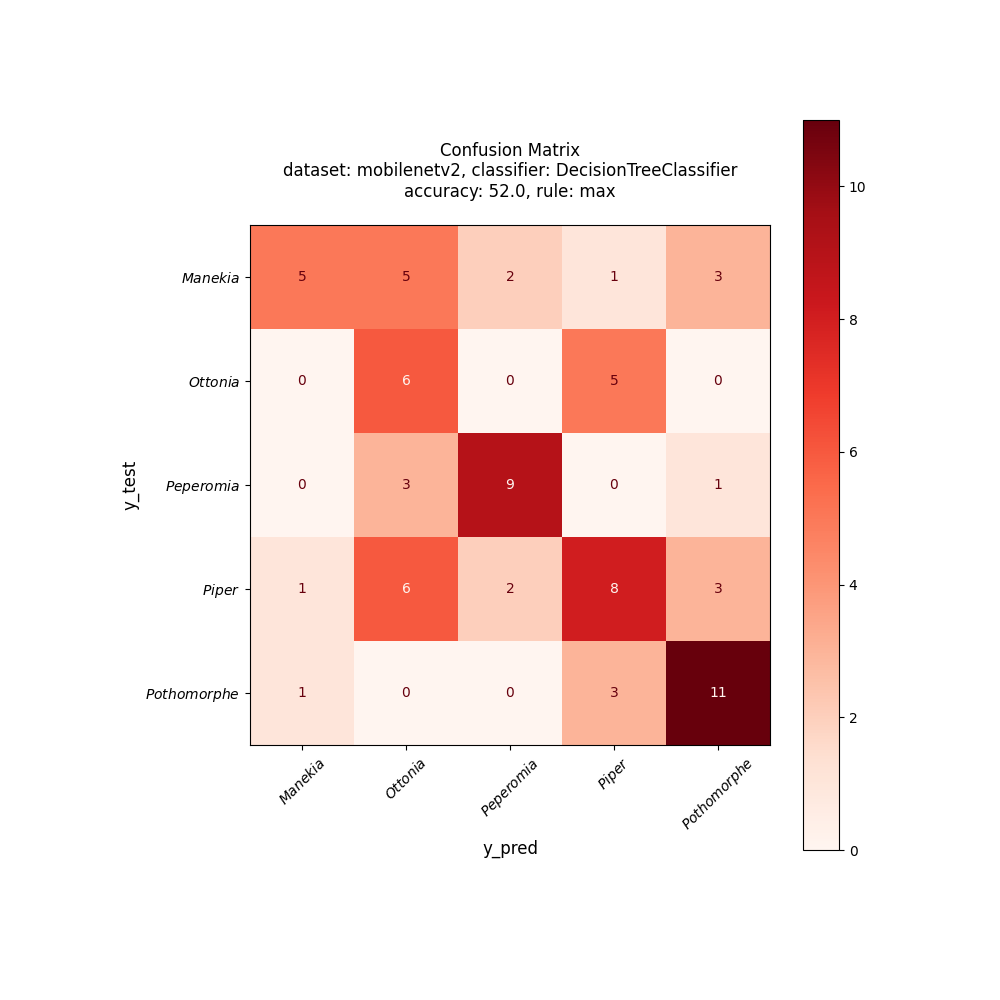 Confusion Matrix
dataset: mobilenetv2, classifier: DecisionTreeClassifier
accuracy: 52.0, rule: max
Manekia 5 5 2 1 3
Ottonia 0 6 0 5 0
Peperomia 0 3 9 0 1
Piper 1 6 2 8 3
Pothomorphe 1 0 0 3 11
y_test
Manekia Ottonia Peperomia Piper Pothomorphe
y_pred
10
8
6
4
2
0